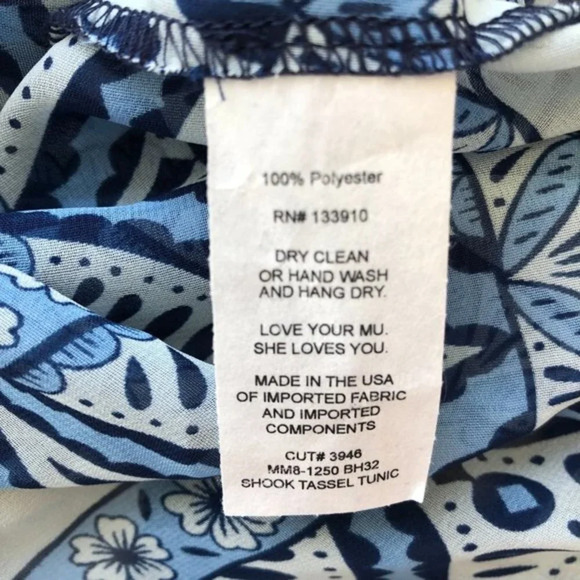 100% Polyester
RN# 133910
DRY CLEAN
OR HAND WASH
AND HANG DRY.
LOVE YOUR MU.
SHE LOVES YOU.
MADE IN THE USA
OF IMPORTED FABRIC
AND IMPORTED
COMPONENTS
CUT# 3946
MM8-1250 BH32
SHOOK TASSEL TUNIC